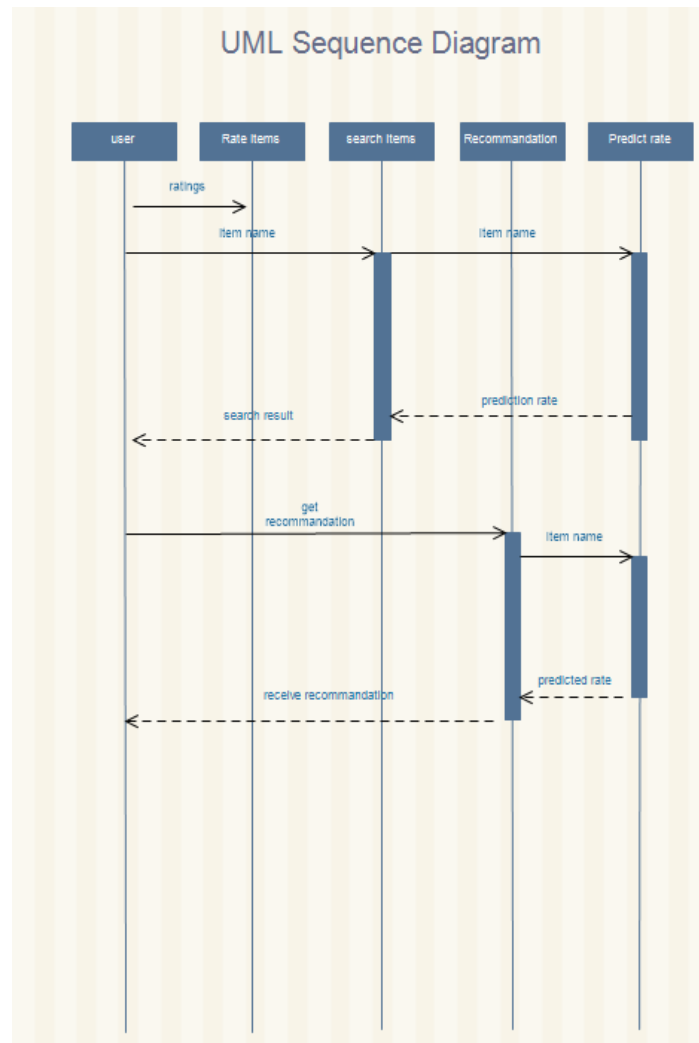 UML Sequence Diagram
user
Rate Items
search Items
Recommandation
Predict rate
ratings
Item name
Item name
prediction rate
search result
get
recommandation
Item name
predicted rate
receive recommandation